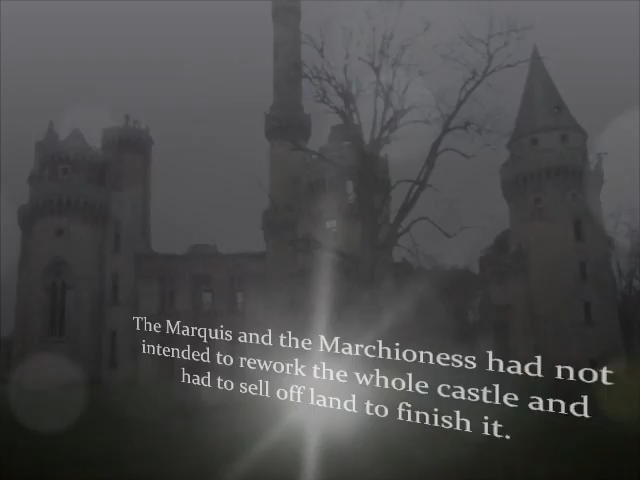 The Marquis and the Marchioness had not
intended to rework the whole castle and
had to sell off land to finish it.